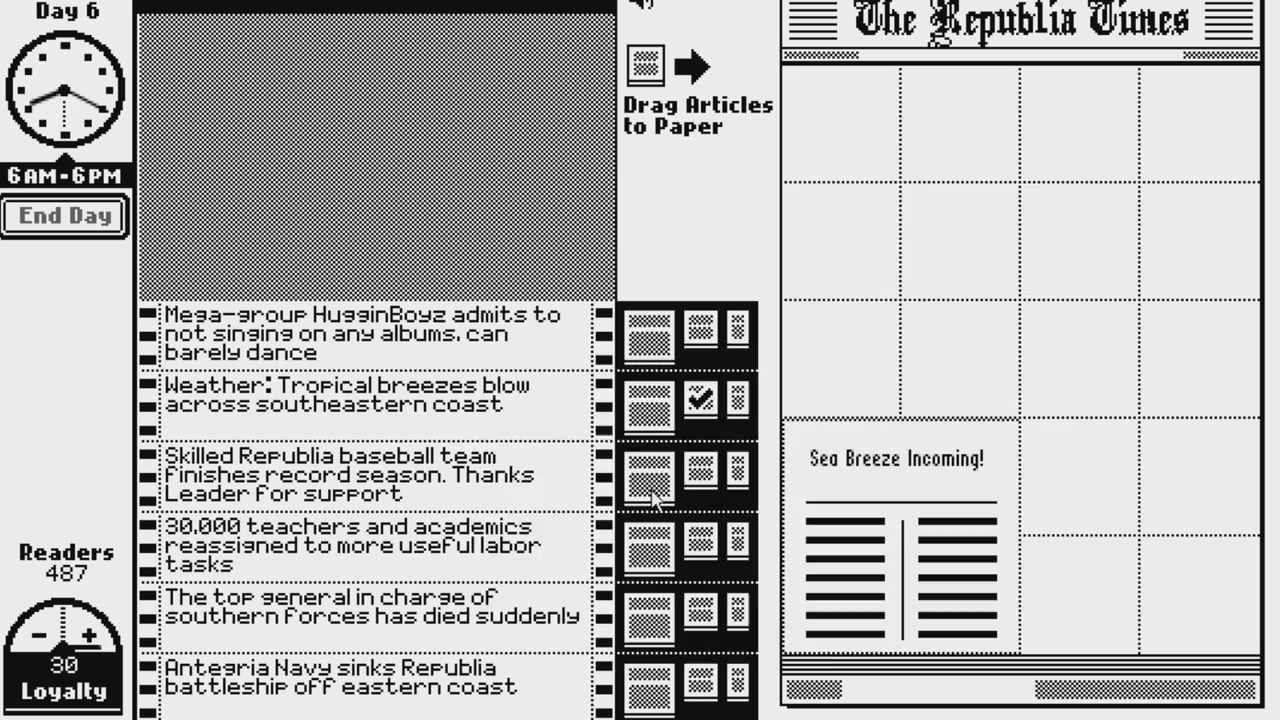 Day 6
6AM-6PM
End Day
Readers
487
- +
30
Loyalty
Mega-group HugginBoyz admits to
not singing on any albums, can
barely dance
Weather: Tropical breezes blow
across southeastern coast
Skilled Republia baseball team
finishes record season. Thanks
Leader for support
30,000 teachers and academics
reassigned to more useful labor
tasks
The top general in charge of
southern forces has died suddenly
Antegria Navy sinks Republia
battleship off eastern coast
Drag Articles
to Paper
The Republia Times
Sea Breeze Incoming!